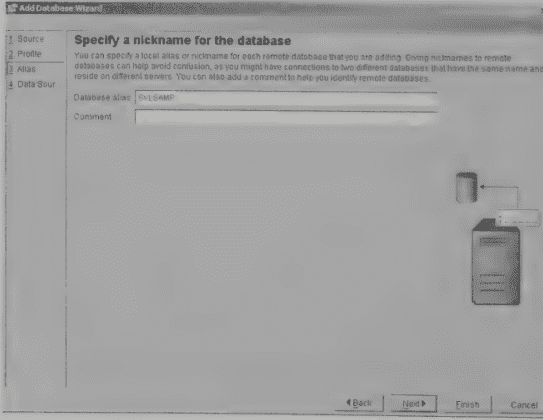 Add Database Wizard
1 Source
2 Profile
3 Alias
4 Data Sour
Specify a nickname for the database
You can specify a local alias or nickname for each remote database that you are adding. Giving nicknames to remote
databases can help avoid confusion, as you might have connections to two different databases that have the same name and
reside on different servers. You can also add a comment to help you identify remote databases.
Database alias
Comment
Back
Next
Finish
Cancel